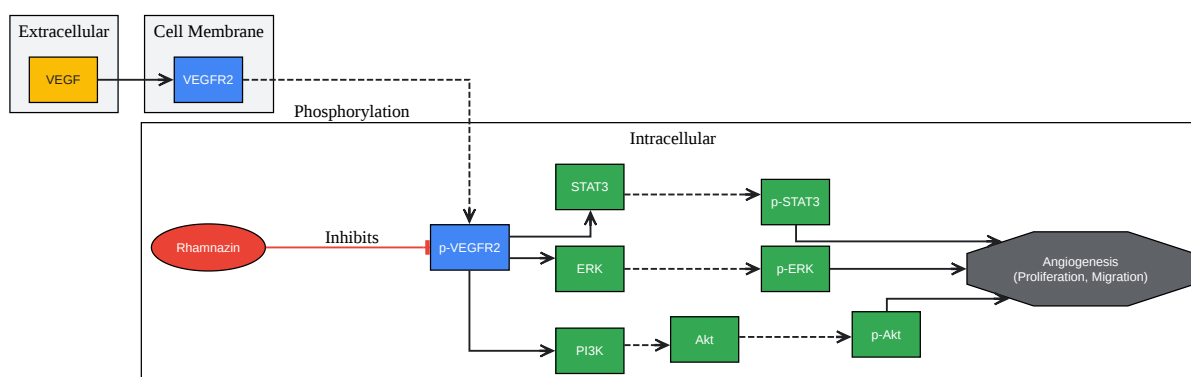 Extracellular
Cell Membrane
VEGF
VEGFR2
Phosphorylation
Intracellular
STAT3
p-STAT3
Rhamnazin
Inhibits
p-VEGFR2
ERK
p-ERK
Angiogenesis
(Proliferation, Migration)
PI3K
Akt
p-Akt